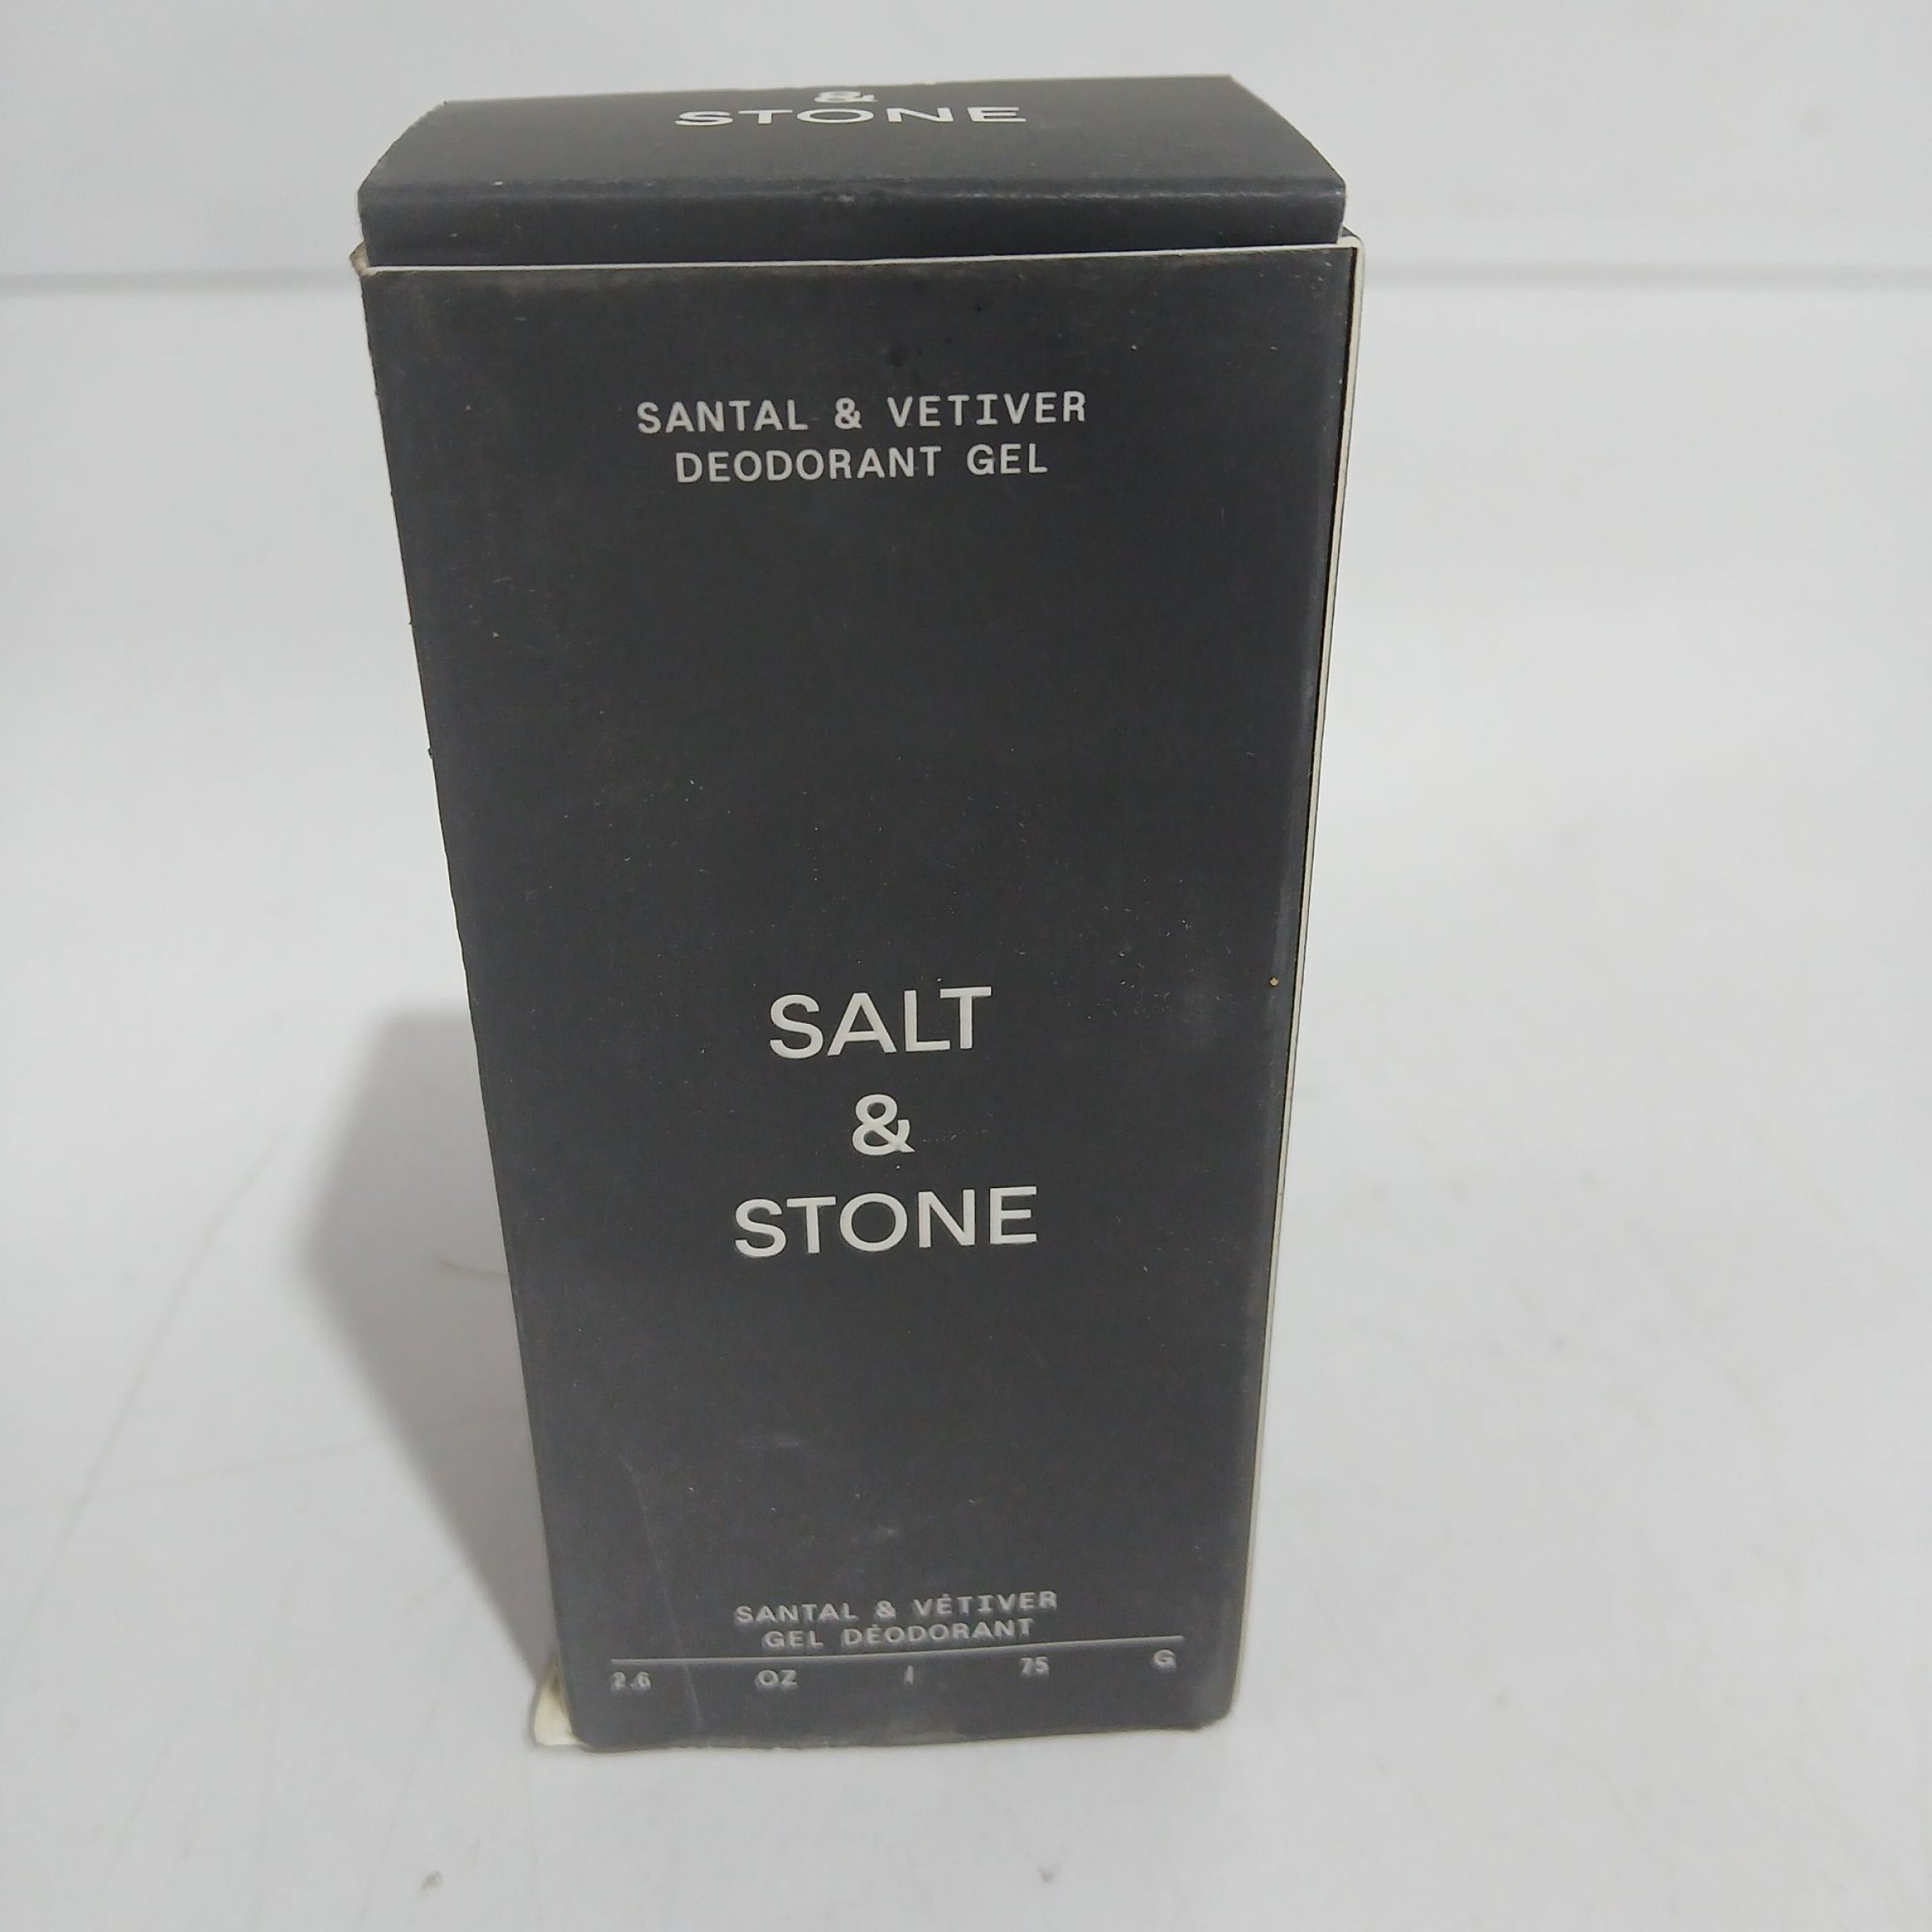 &
STONE
SANTAL & VETIVER
DEODORANT GEL
SALT
&
STONE
SANTAL & VÉTIVER
GEL DÉODORANT
2.6 OZ / 75 G